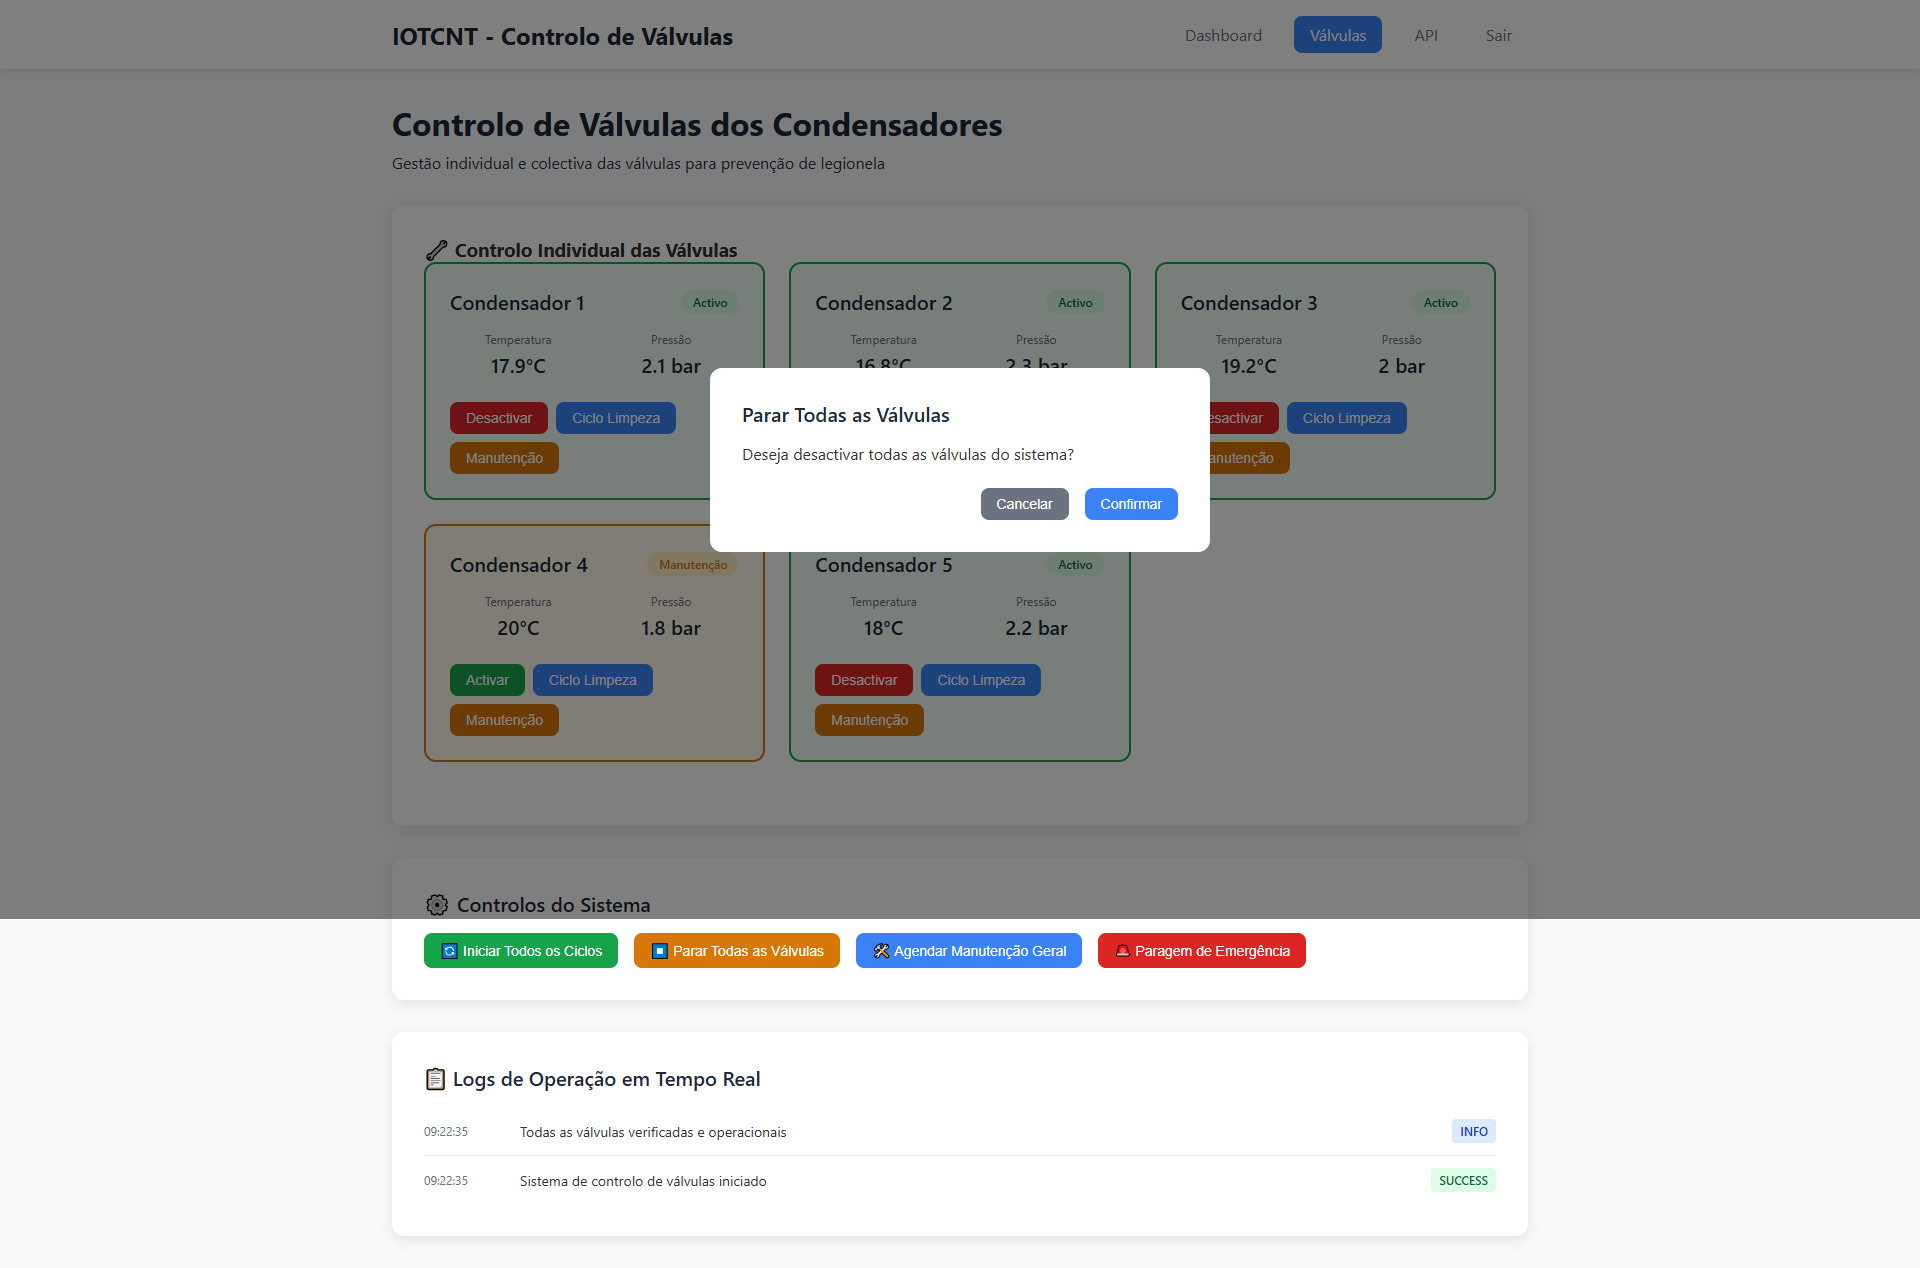 IOTCNT - Controlo de Válvulas
Dashboard
Válvulas
API
Sair
Controlo de Válvulas dos Condensadores
Gestão individual e colectiva das válvulas para prevenção de legionela
Controlo Individual das Válvulas
Condensador 1
Activo
Temperatura
Pressão
17.9°C
2.1 bar
Desactivar
Ciclo Limpeza
Manutenção
Condensador 2
Activo
Temperatura
Pressão
16.8°C
2.3 bar
Condensador 3
Activo
Temperatura
Pressão
19.2°C
2 bar
esactivar
Ciclo Limpeza
anutenção
Parar Todas as Válvulas
Deseja desactivar todas as válvulas do sistema?
Cancelar
Confirmar
Condensador 4
Manutenção
Temperatura
Pressão
20°C
1.8 bar
Activar
Ciclo Limpeza
Manutenção
Condensador 5
Activo
Temperatura
Pressão
18°C
2.2 bar
Desactivar
Ciclo Limpeza
Manutenção
Controlos do Sistema
Iniciar Todos os Ciclos
Parar Todas as Válvulas
Agendar Manutenção Geral
Paragem de Emergência
Logs de Operação em Tempo Real
09:22:35
Todas as válvulas verificadas e operacionais
INFO
09:22:35
Sistema de controlo de válvulas iniciado
SUCCESS